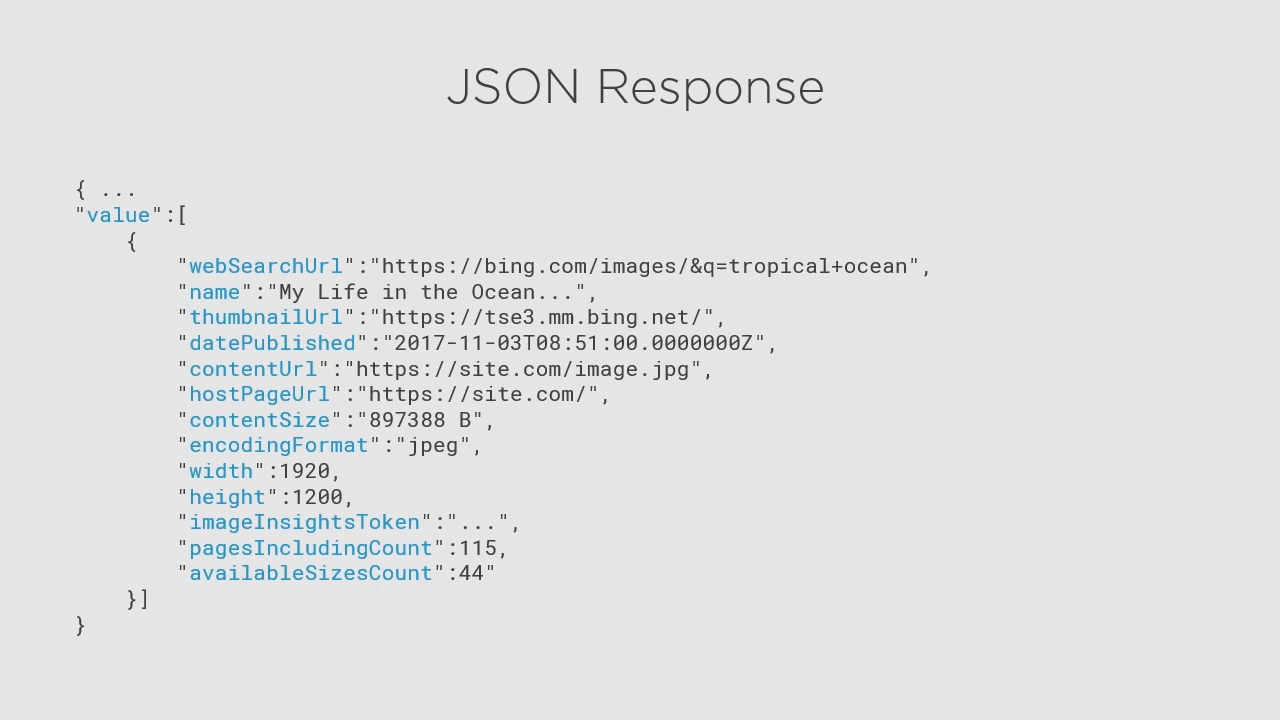 JSON Response
{ ...
"value":[
{
"webSearchUrl":"https://bing.com/images/&q=tropical+ocean",
"name":"My Life in the Ocean...",
"thumbnailUrl":"https://tse3.mm.bing.net/",
"datePublished":"2017-11-03T08:51:00.0000000Z",
"contentUrl":"https://site.com/image.jpg",
"hostPageUrl":"https://site.com/",
"contentSize":"897388 B",
"encodingFormat":"jpeg",
"width":1920,
"height":1200,
"imageInsightsToken":"...",
"pagesIncludingCount":115,
"availableSizesCount":44"
}]
}